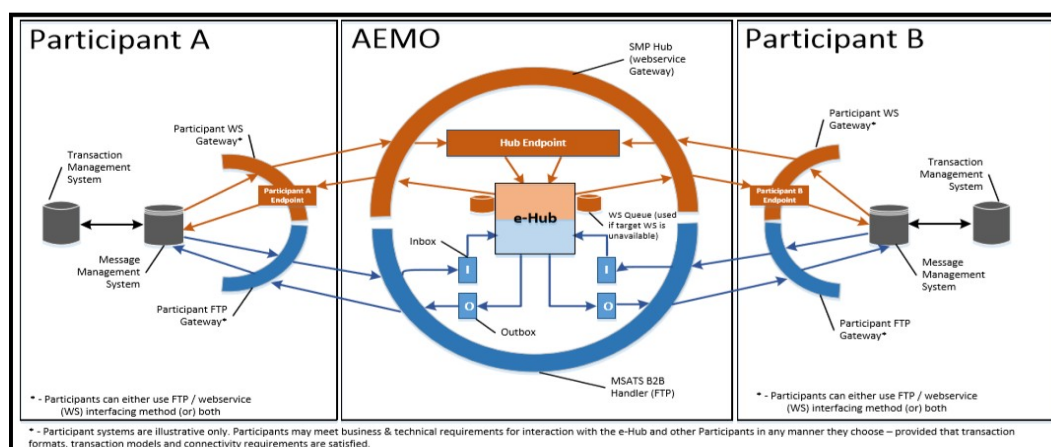 Participant A
Participant WS
Gateway*
Transaction
Management
System
Participant A
Endpoint
Message
Management
System
Participant FTP
Gateway*
* - Participants can either use FTP / webservice
(WS) interfacing method (or) both
AEMO
SMP Hub
(webservice
Gateway)
Hub Endpoint
e-Hub
WS Queue (used
if target WS is
unavailable)
Inbox
I
I
O
O
Outbox
MSATS B2B
Handler (FTP)
Participant B
Participant WS
Gateway*
Transaction
Management
System
Participant B
Endpoint
Message
Management
System
Participant FTP
Gateway*
* - Participants can either use FTP / webservice
(WS) interfacing method (or) both
* - Participant systems are illustrative only. Participants may meet business & technical requirements for interaction with the e-Hub and other Participants in any manner they choose – provided that transaction
formats, transaction models and connectivity requirements are satisfied.